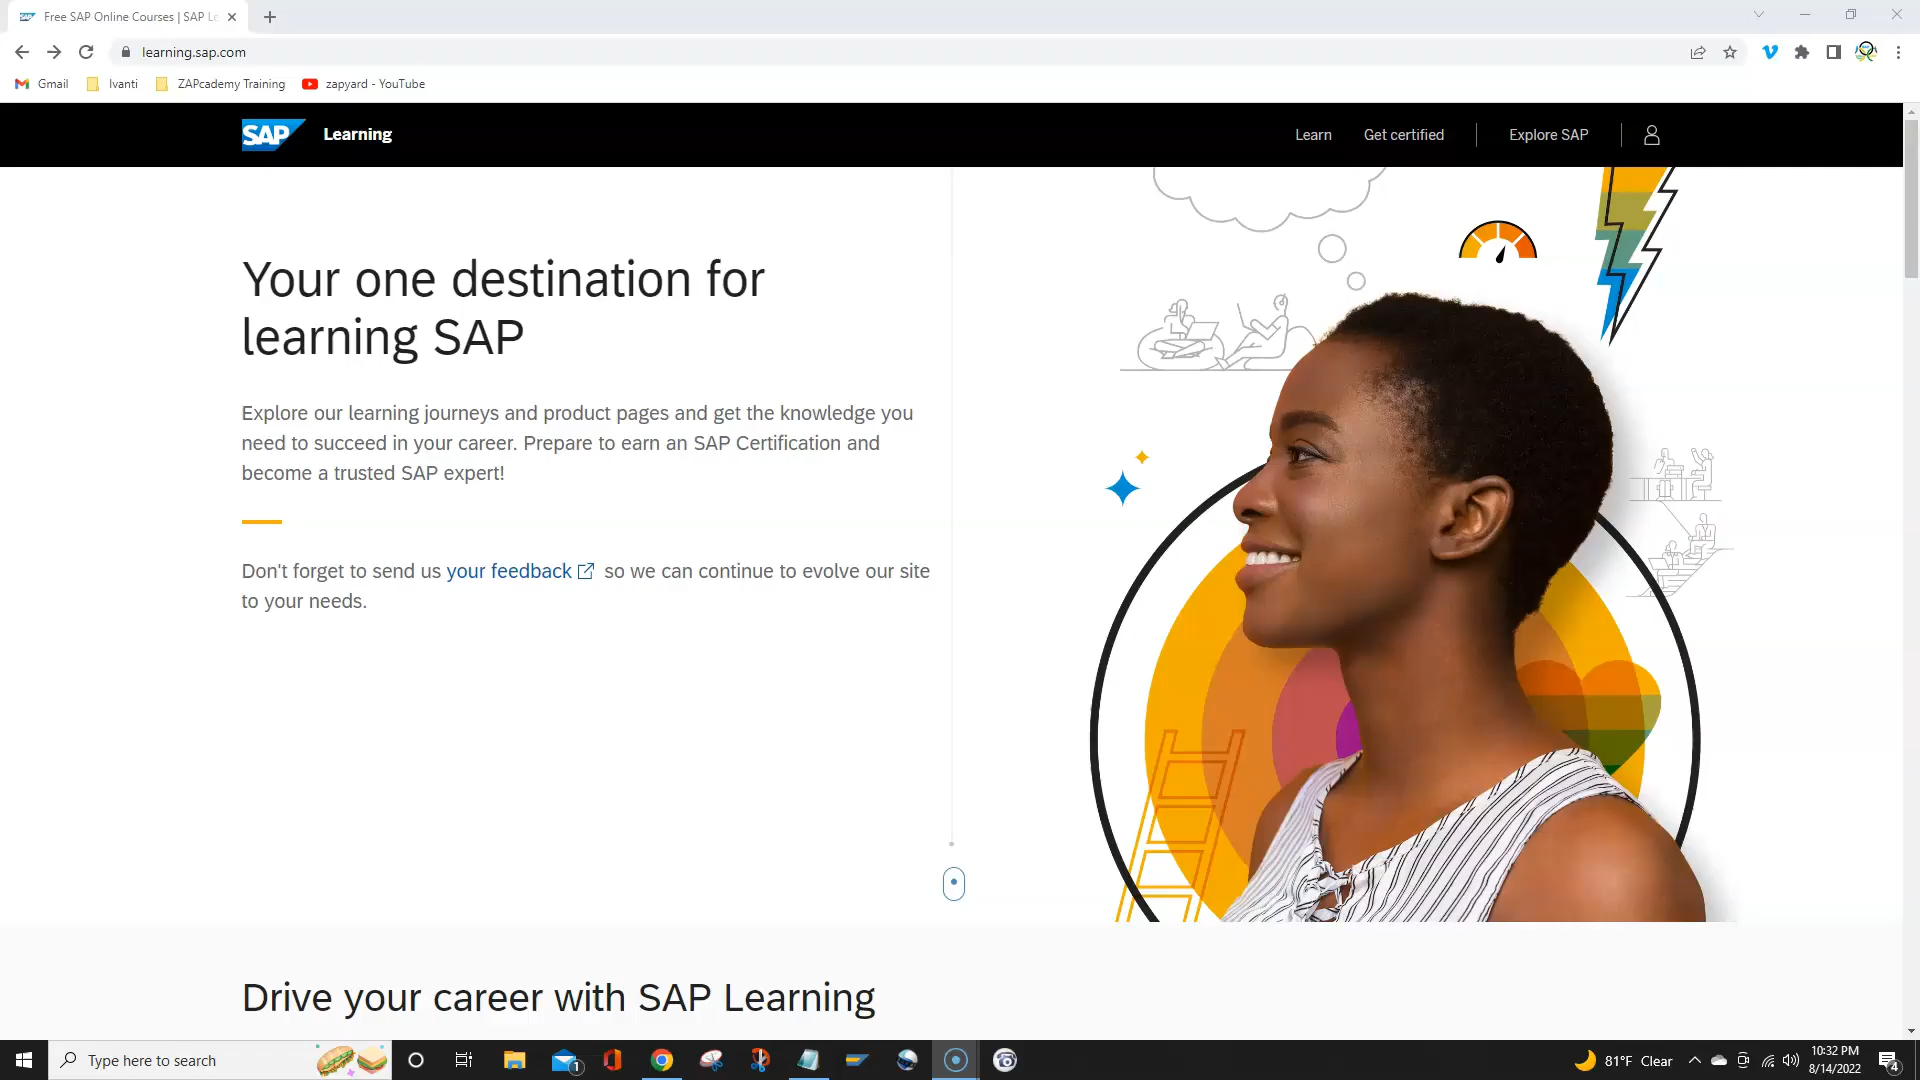 Free SAP Online Courses | SAP Le
learning.sap.com
Gmail
Ivanti
ZAPcademy Training
zapyard - YouTube
SAP
Learning
Learn
Get certified
Explore SAP
Your one destination for
learning SAP
Explore our learning journeys and product pages and get the knowledge you
need to succeed in your career. Prepare to earn an SAP Certification and
become a trusted SAP expert!
Don't forget to send us your feedback so we can continue to evolve our site
to your needs.
Drive your career with SAP Learning
Type here to search
1
81°F Clear
10:32 PM
8/14/2022
4